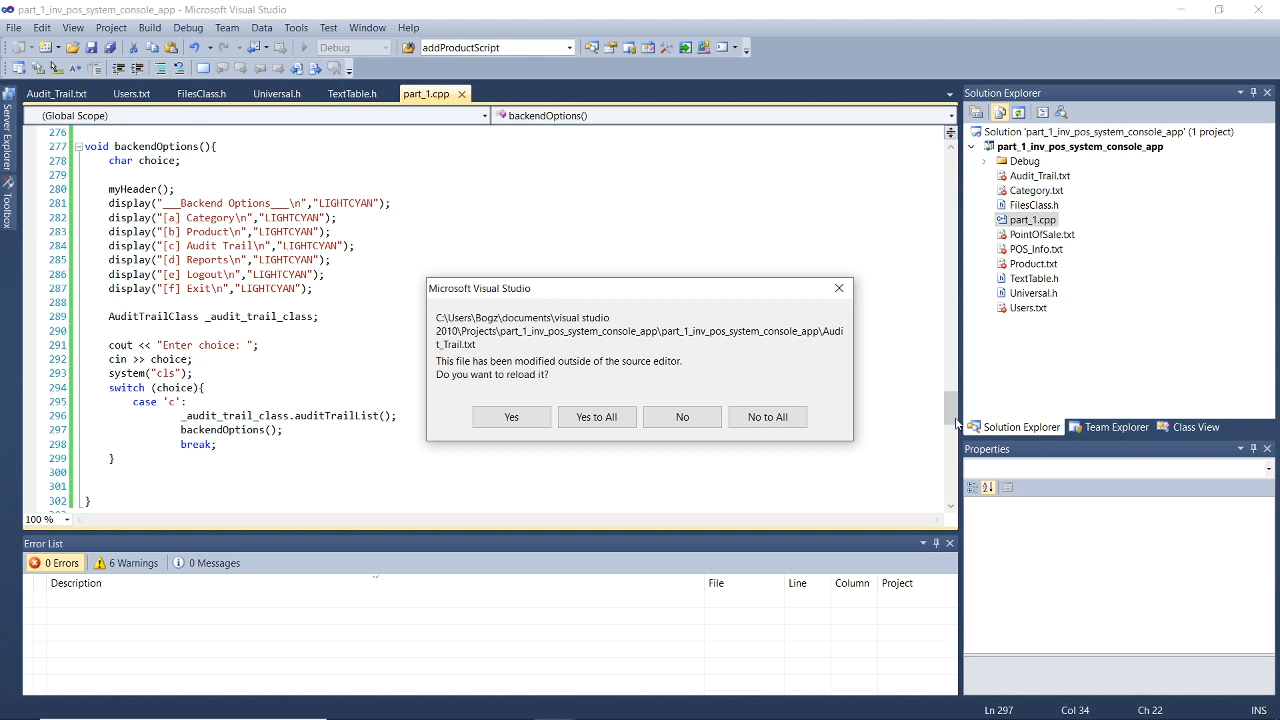 part_1_inv_pos_system_console_app - Microsoft Visual Studio
File Edit View Project Build Debug Team Data Tools Test Window Help
Debug addProductScript
Audit_Trail.txt Users.txt FilesClass.h Universal.h TextTable.h part_1.cpp
(Global Scope) backendOptions()
276
277 void backendOptions(){
278 char choice;
279
280 myHeader();
281 display("___Backend Options___\n","LIGHTCYAN");
282 display("[a] Category\n","LIGHTCYAN");
283 display("[b] Product\n","LIGHTCYAN");
284 display("[c] Audit Trail\n","LIGHTCYAN");
285 display("[d] Reports\n","LIGHTCYAN");
286 display("[e] Logout\n","LIGHTCYAN");
287 display("[f] Exit\n","LIGHTCYAN");
288
289 AuditTrailClass _audit_trail_class;
290
291 cout << "Enter choice: ";
292 cin >> choice;
293 system("cls");
294 switch (choice){
295 case 'c':
296 _audit_trail_class.auditTrailList();
297 backendOptions();
298 break;
299 }
300
301
302 }
100 %
Microsoft Visual Studio
C:\Users\Bogz\documents\visual studio
2010\Projects\part_1_inv_pos_system_console_app\part_1_inv_pos_system_console_app\Audi
t_Trail.txt
This file has been modified outside of the source editor.
Do you want to reload it?
Yes Yes to All No No to All
Server Explorer
Toolbox
Solution Explorer
Solution 'part_1_inv_pos_system_console_app' (1 project)
part_1_inv_pos_system_console_app
Debug
Audit_Trail.txt
Category.txt
FilesClass.h
part_1.cpp
PointOfSale.txt
POS_Info.txt
Product.txt
TextTable.h
Universal.h
Users.txt
Solution Explorer Team Explorer Class View
Properties
Error List
0 Errors 6 Warnings 0 Messages
Description File Line Column Project
Ln 297 Col 34 Ch 22 INS